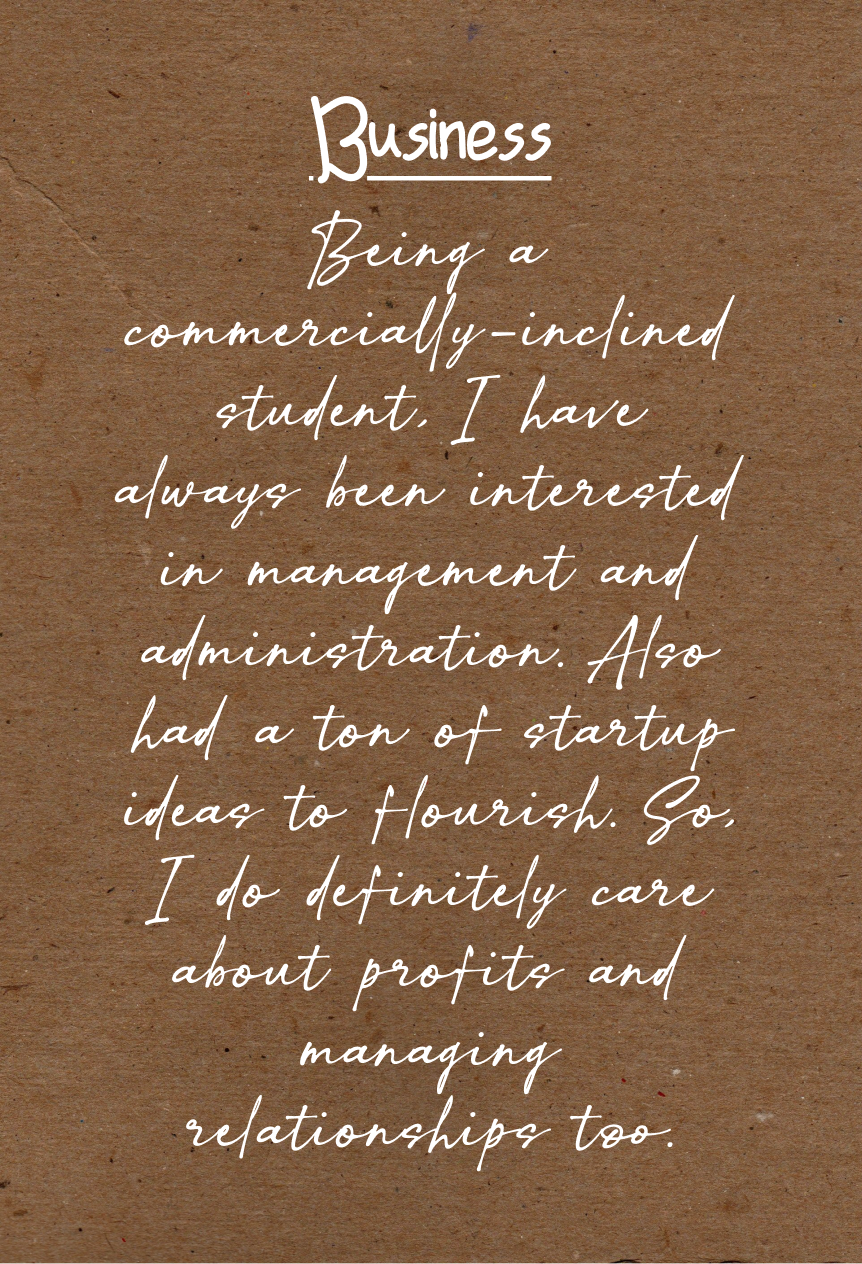 Business
Being a
commercially-inclined
student, I have
always been interested
in management and
administration. Also
had a ton of startup
ideas to flourish. So,
I do definitely care
about profits and
managing
relationships too.